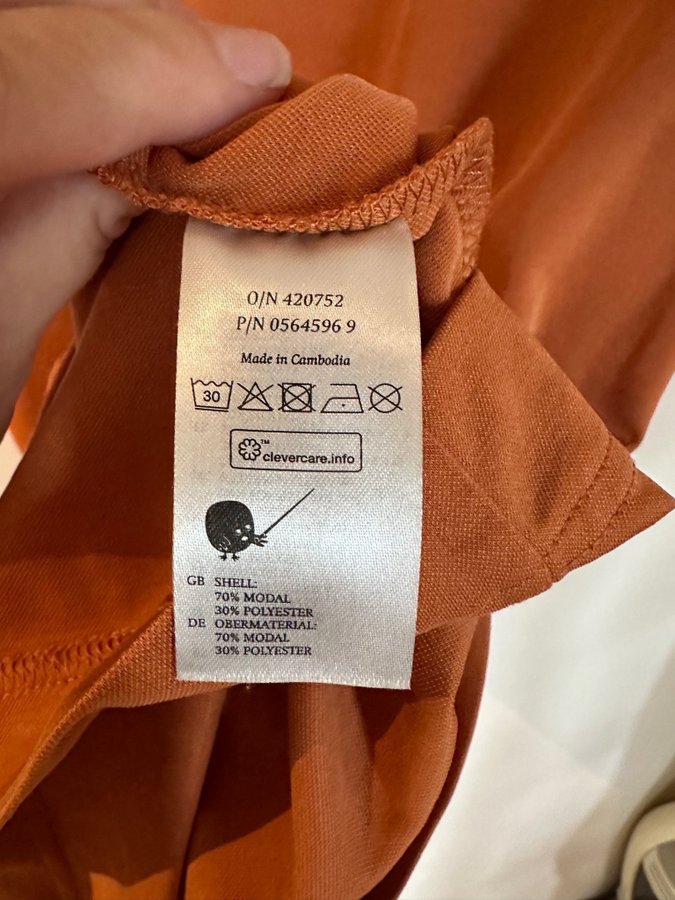 O/N 420752
P/N 0564596 9
Made in Cambodia
30
™
clevercare.info
GB SHELL:
70% MODAL
30% POLYESTER
DE OBERMATERIAL:
70% MODAL
30% POLYESTER